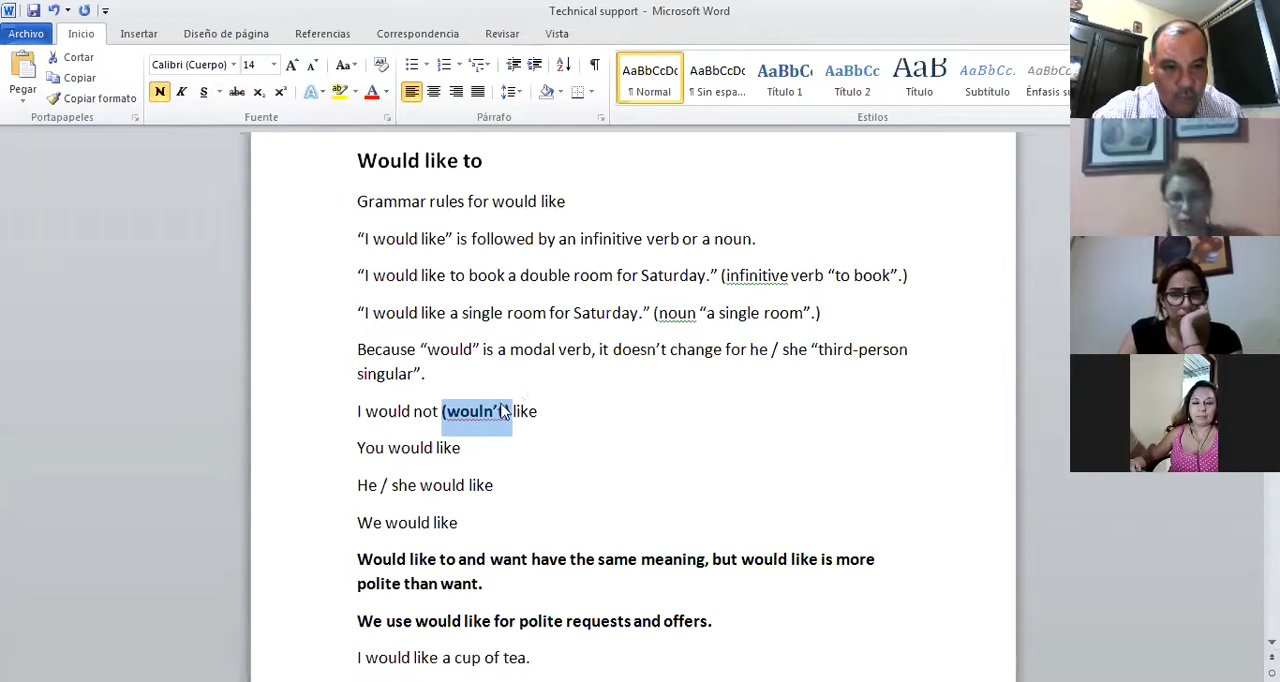 Technical support - Microsoft Word
Archivo Inicio Insertar Diseño de página Referencias Correspondencia Revisar Vista
Pegar
Cortar
Copiar
Copiar formato
Portapapeles
Calibri (Cuerpo) 14
Fuente
Párrafo
AaBbCcDc AaBbCcDc AaBbC AaBbCc AaB AaBbCc. AaBbCc
¶ Normal ¶ Sin espa... Título 1 Título 2 Título Subtítulo Énfasis s
Estilos
Would like to
Grammar rules for would like
“I would like” is followed by an infinitive verb or a noun.
“I would like to book a double room for Saturday.” (infinitive verb “to book”.)
“I would like a single room for Saturday.” (noun “a single room”.)
Because “would” is a modal verb, it doesn’t change for he / she “third-person
singular”.
I would not (wouln’t) like
You would like
He / she would like
We would like
Would like to and want have the same meaning, but would like is more
polite than want.
We use would like for polite requests and offers.
I would like a cup of tea.